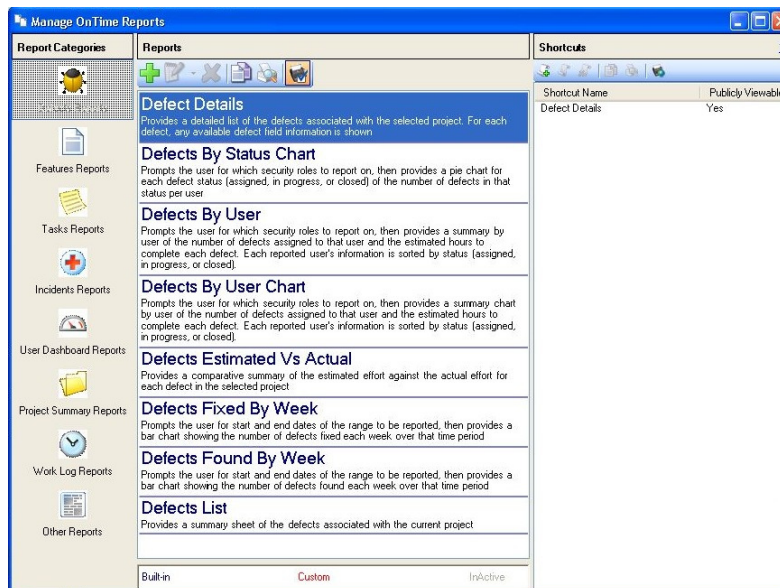 Manage OnTime Reports
Report Categories
Reports
Shortcuts
Features Reports
Tasks Reports
Incidents Reports
User Dashboard Reports
Project Summary Reports
Work Log Reports
Other Reports
Defect Details
Provides a detailed list of the defects associated with the selected project. For each
defect, any available defect field information is shown
Defects By Status Chart
Prompts the user for which security roles to report on, then provides a pie chart for
each defect status (assigned, in progress, or closed) of the number of defects in that
status per user
Defects By User
Prompts the user for which security roles to report on, then provides a summary by
user of the number of defects assigned to that user and the estimated hours to
complete each defect. Each reported user's information is sorted by status (assigned,
in progress, or closed).
Defects By User Chart
Prompts the user for which security roles to report on, then provides a summary chart
by user of the number of defects assigned to that user and the estimated hours to
complete each defect. Each reported user's information is sorted by status (assigned,
in progress, or closed).
Defects Estimated Vs Actual
Provides a comparative summary of the estimated effort against the actual effort for
each defect in the selected project
Defects Fixed By Week
Prompts the user for start and end dates of the range to be reported, then provides a
bar chart showing the number of defects fixed each week over that time period
Defects Found By Week
Prompts the user for start and end dates of the range to be reported, then provides a
bar chart showing the number of defects found each week over that time period
Defects List
Provides a summary sheet of the defects associated with the current project
Built-in Custom InActive
Shortcut Name Publicly Viewable
Defect Details Yes